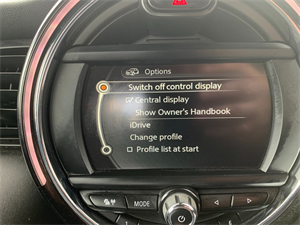 Options
Switch off control display
Central display
Show Owner's Handbook
iDrive
Change profile
Profile list at start
MODE